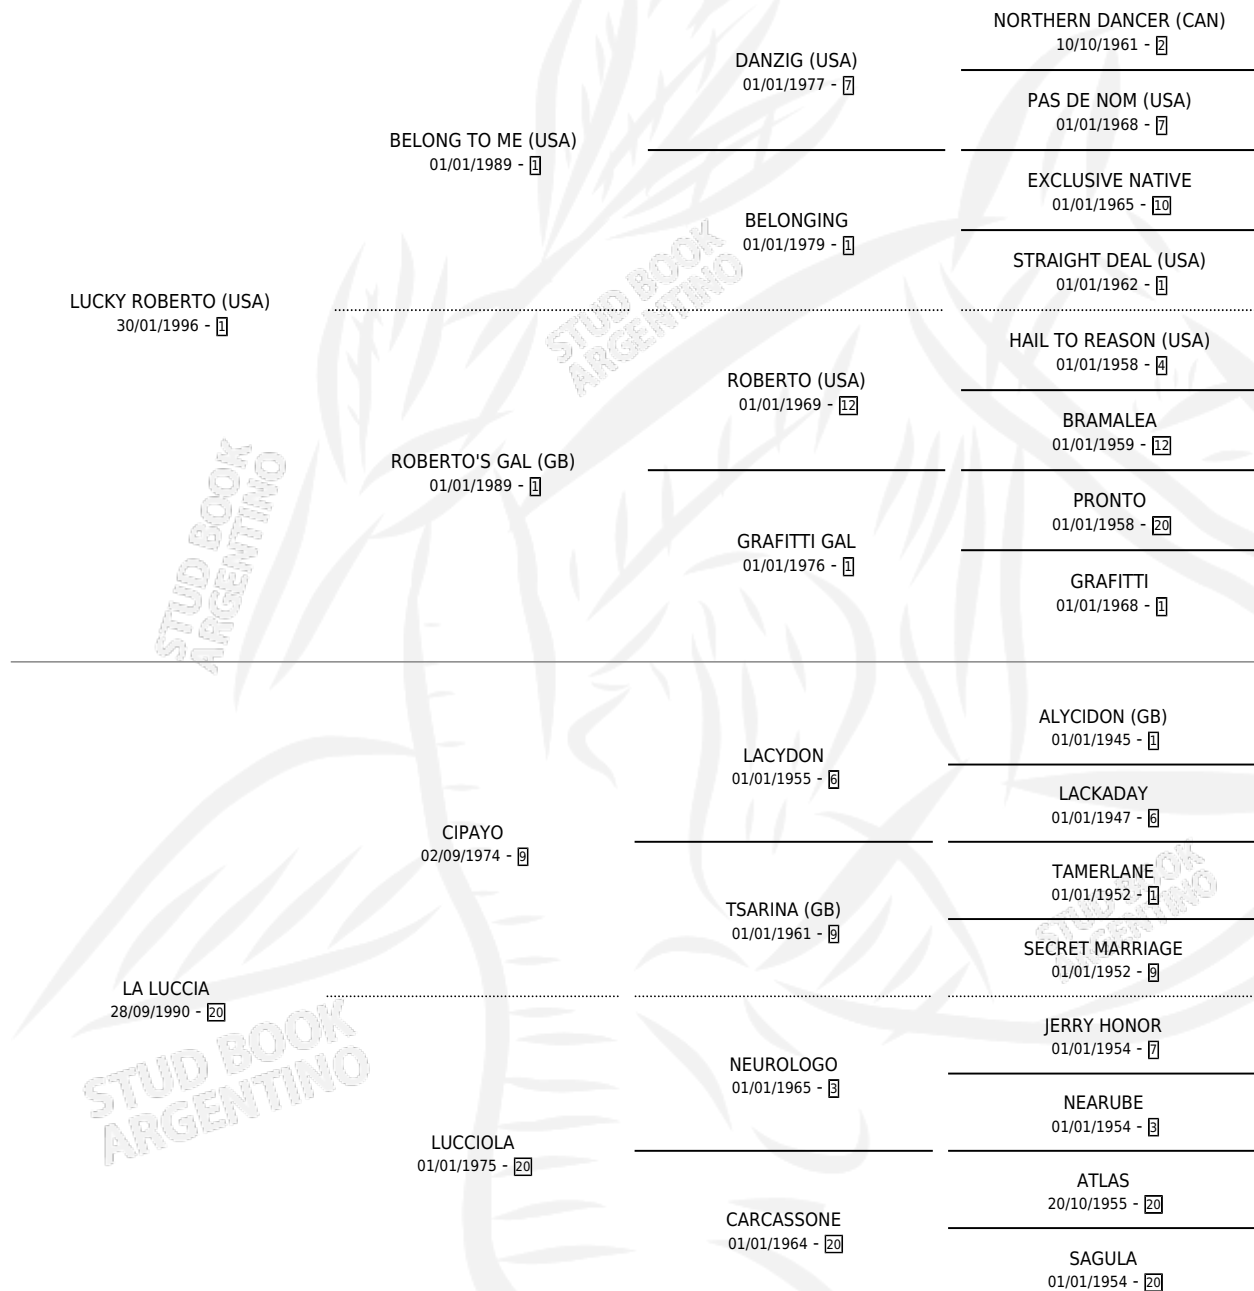 NORTHERN DANCER (CAN)
10/10/1961 - 2
DANZIG (USA)
01/01/1977 - 7
PAS DE NOM (USA)
01/01/1968 - 7
BELONG TO ME (USA)
01/01/1989 - 1
EXCLUSIVE NATIVE
01/01/1965 - 10
BELONGING
01/01/1979 - 1
STRAIGHT DEAL (USA)
01/01/1962 - 1
LUCKY ROBERTO (USA)
30/01/1996 - 1
HAIL TO REASON (USA)
01/01/1958 - 4
ROBERTO (USA)
01/01/1969 - 12
BRAMALEA
01/01/1959 - 12
ROBERTO'S GAL (GB)
01/01/1989 - 1
PRONTO
01/01/1958 - 20
GRAFITTI GAL
01/01/1976 - 1
GRAFITTI
01/01/1968 - 1
ALYCIDON (GB)
01/01/1945 - 1
LACYDON
01/01/1955 - 6
LACKADAY
01/01/1947 - 6
CIPAYO
02/09/1974 - 9
TAMERLANE
01/01/1952 - 1
TSARINA (GB)
01/01/1961 - 9
SECRET MARRIAGE
01/01/1952 - 9
LA LUCCIA
28/09/1990 - 20
JERRY HONOR
01/01/1954 - 7
NEUROLOGO
01/01/1965 - 3
NEARUBE
01/01/1954 - 3
LUCCIOLA
01/01/1975 - 20
ATLAS
20/10/1955 - 20
CARCASSONE
01/01/1964 - 20
SAGULA
01/01/1954 - 20
STUD BOOK
ARGENTINO
STUD BOOK
ARGENTINO
STUD BOOK
ARGENTINO
STUD BOOK
ARGENTINO